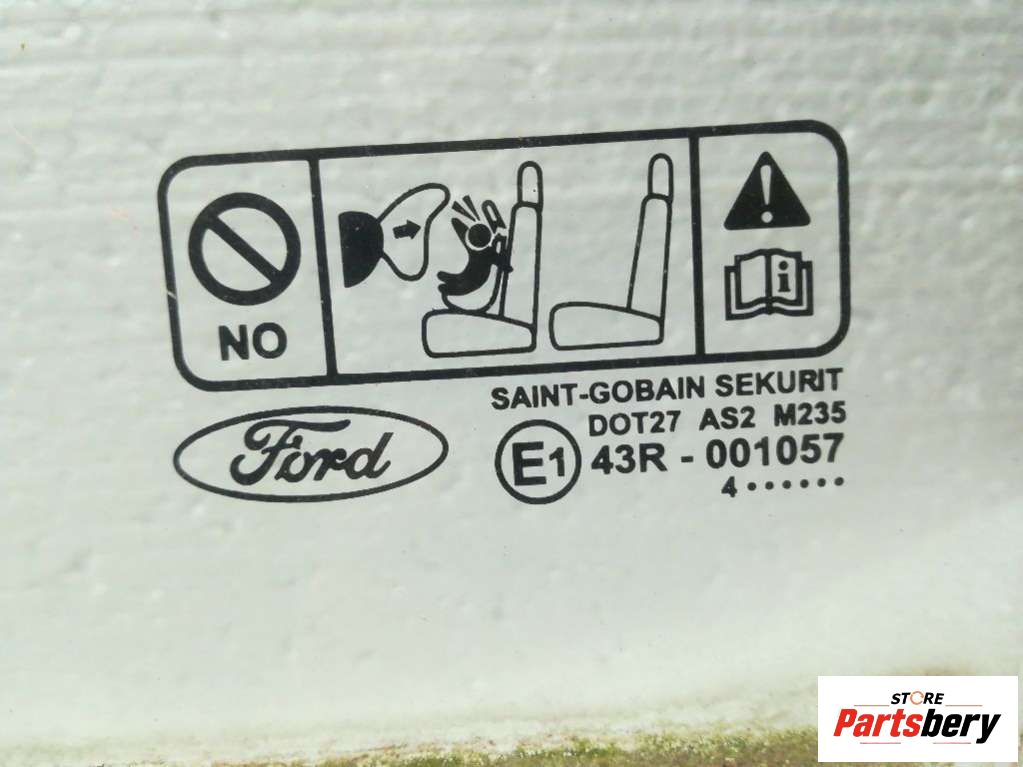 NO
i
SAINT-GOBAIN SEKURIT
DOT27 AS2 M235
Ford
E1 43R - 001057
4 ••••••
STORE
Partsbery